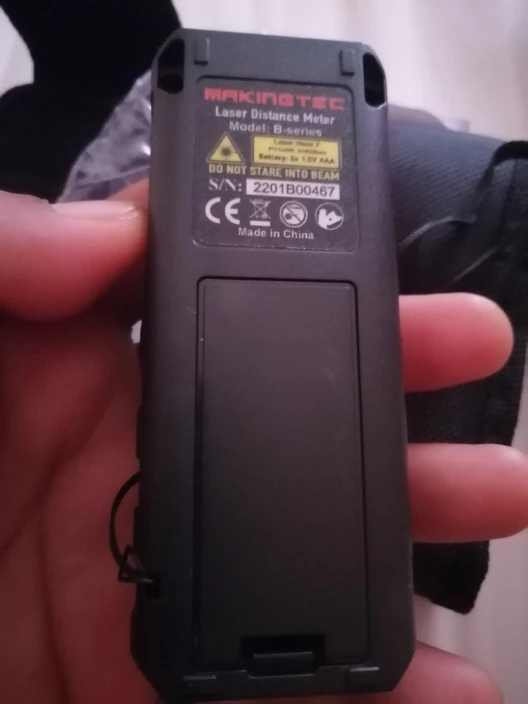 MAKINGTEC
Laser Distance Meter
Model: B-series
Laser class 2
Battery: 2x 1.5V AAA
DO NOT STARE INTO BEAM
S/N: 2201B00467
CE
Made in China